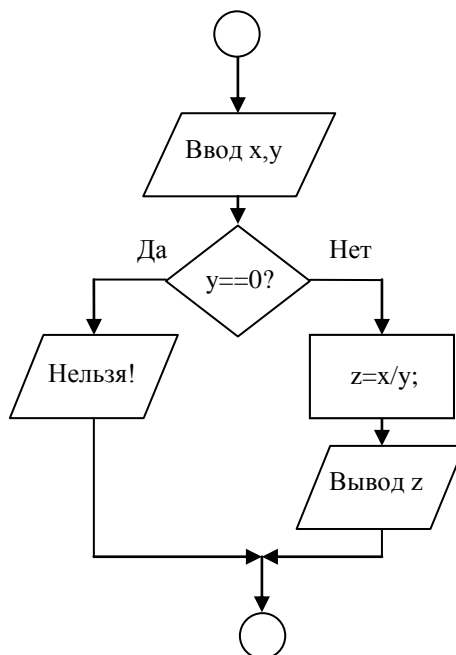 Ввод x,y
Да
Нет
y==0?
Нельзя!
z=x/y;
Вывод z